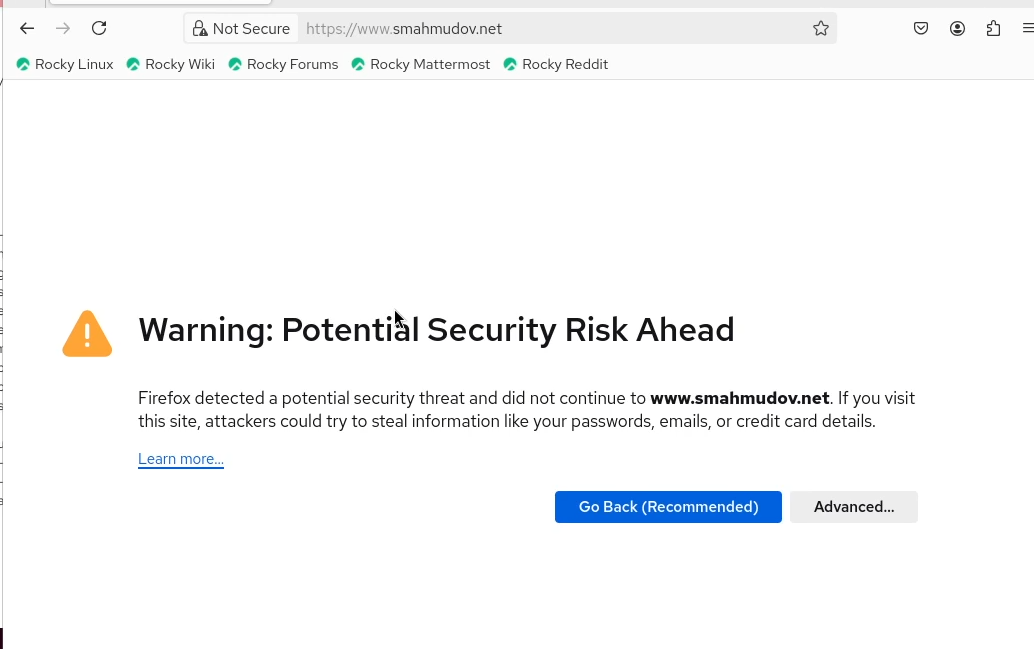 Not Secure https://www.smahmudov.net
Rocky Linux Rocky Wiki Rocky Forums Rocky Mattermost Rocky Reddit
Warning: Potential Security Risk Ahead
Firefox detected a potential security threat and did not continue to www.smahmudov.net. If you visit
this site, attackers could try to steal information like your passwords, emails, or credit card details.
Learn more…
Go Back (Recommended) Advanced…